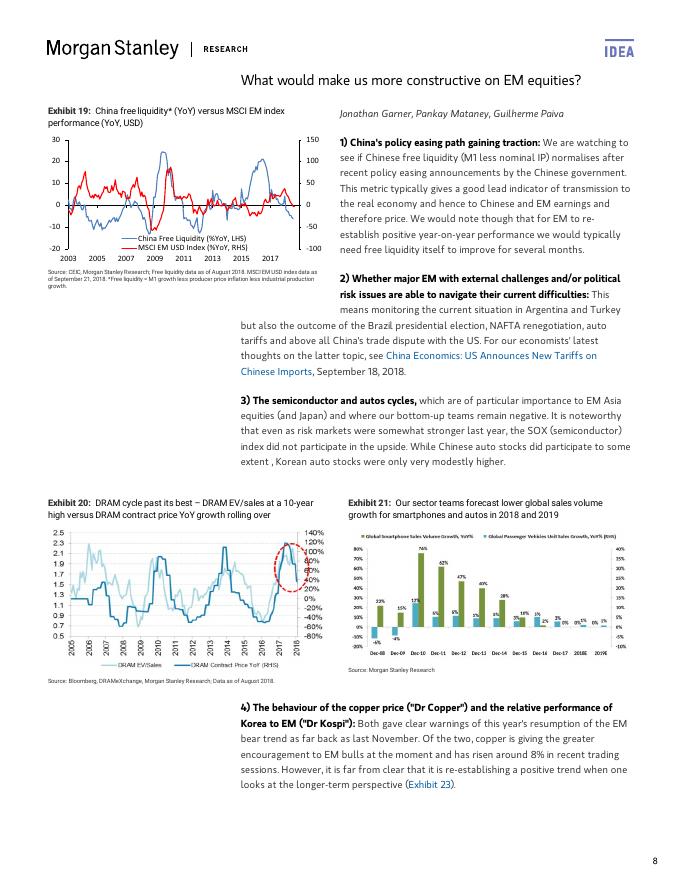 Morgan Stanley | RESEARCH
IDEA
What would make us more constructive on EM equities?
Exhibit 19: China free liquidity* (YoY) versus MSCI EM index
performance (YoY, USD)
30
20
10
0
-10
-20
150
100
50
0
-50
-100
China Free Liquidity (%YoY, LHS)
MSCI EM USD Index (%YoY, RHS)
2003 2005 2007 2009 2011 2013 2015 2017
Source: CEIC, Morgan Stanley Research; Free liquidity data as of August 2018. MSCI EM USD index data as
of September 21, 2018. *Free liquidity = M1 growth less producer price inflation less industrial production
growth.
Jonathan Garner, Pankay Mataney, Guilherme Paiva
1) China's policy easing path gaining traction: We are watching to
see if Chinese free liquidity (M1 less nominal IP) normalises after
recent policy easing announcements by the Chinese government.
This metric typically gives a good lead indicator of transmission to
the real economy and hence to Chinese and EM earnings and
therefore price. We would note though that for EM to re-
establish positive year-on-year performance we would typically
need free liquidity itself to improve for several months.
2) Whether major EM with external challenges and/or political
risk issues are able to navigate their current difficulties: This
means monitoring the current situation in Argentina and Turkey
but also the outcome of the Brazil presidential election, NAFTA renegotiation, auto
tariffs and above all China's trade dispute with the US. For our economists' latest
thoughts on the latter topic, see China Economics: US Announces New Tariffs on
Chinese Imports, September 18, 2018.
3) The semiconductor and autos cycles, which are of particular importance to EM Asia
equities (and Japan) and where our bottom-up teams remain negative. It is noteworthy
that even as risk markets were somewhat stronger last year, the SOX (semiconductor)
index did not participate in the upside. While Chinese auto stocks did participate to some
extent , Korean auto stocks were only very modestly higher.
Exhibit 20: DRAM cycle past its best – DRAM EV/sales at a 10-year
high versus DRAM contract price YoY growth rolling over
2.5
2.3
2.1
1.9
1.7
1.5
1.3
1.1
0.9
0.7
0.5
140%
120%
100%
80%
60%
40%
20%
0%
-20%
-40%
-60%
-80%
2005 2006 2007 2008 2009 2010 2011 2012 2013 2014 2015 2016 2017 2018
DRAM EV/Sales DRAM Contract Price YoY (RHS)
Source: Bloomberg, DRAMeXchange, Morgan Stanley Research; Data as of August 2018.
Exhibit 21: Our sector teams forecast lower global sales volume
growth for smartphones and autos in 2018 and 2019
Global Smartphone Sales Volume Growth, YoY% Global Passenger Vehicles Unit Sales Growth, YoY% (RHS)
80%
70%
60%
50%
40%
30%
20%
10%
0%
-10%
-20%
40%
35%
30%
25%
20%
15%
10%
5%
0%
-5%
-10%
-6% 22% -4% 15% 12% 76% 5% 62% 6% 47% 40% 28% 3% 10% 5% 2% 3% 0% 0% 1% 0% 1%
Dec-08 Dec-09 Dec-10 Dec-11 Dec-12 Dec-13 Dec-14 Dec-15 Dec-16 Dec-17 2018E 2019E
Source: Morgan Stanley Research
4) The behaviour of the copper price ("Dr Copper") and the relative performance of
Korea to EM ("Dr Kospi"): Both gave clear warnings of this year's resumption of the EM
bear trend as far back as last November. Of the two, copper is giving the greater
encouragement to EM bulls at the moment and has risen around 8% in recent trading
sessions. However, it is far from clear that it is re-establishing a positive trend when one
looks at the longer-term perspective (Exhibit 23).
8